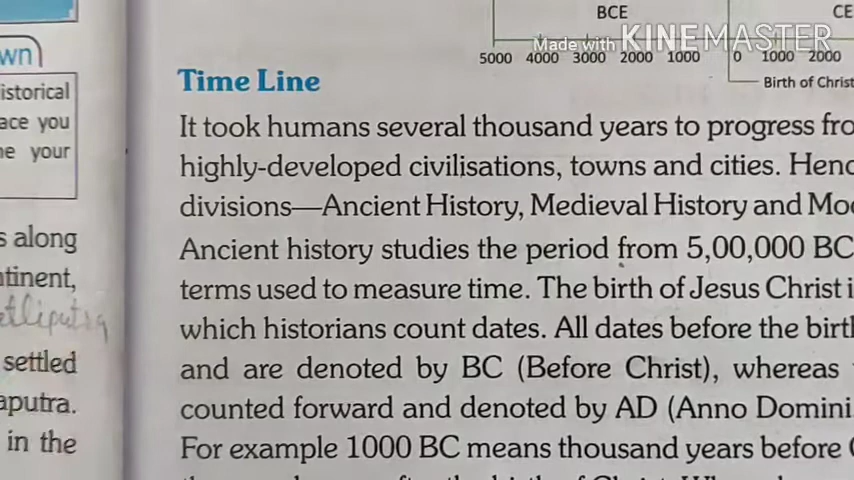 BCE
CE
5000 4000 3000 2000 1000
0 1000 2000
Birth of Christ
Made with KINEMASTER
wn
istorical
ace you
ne your
s along
ntinent,
settled
aputra.
in the
Time Line
It took humans several thousand years to progress fro
highly-developed civilisations, towns and cities. Henc
divisions—Ancient History, Medieval History and Mod
Ancient history studies the period from 5,00,000 BC
terms used to measure time. The birth of Jesus Christ i
which historians count dates. All dates before the birth
and are denoted by BC (Before Christ), whereas
counted forward and denoted by AD (Anno Domini
For example 1000 BC means thousand years before